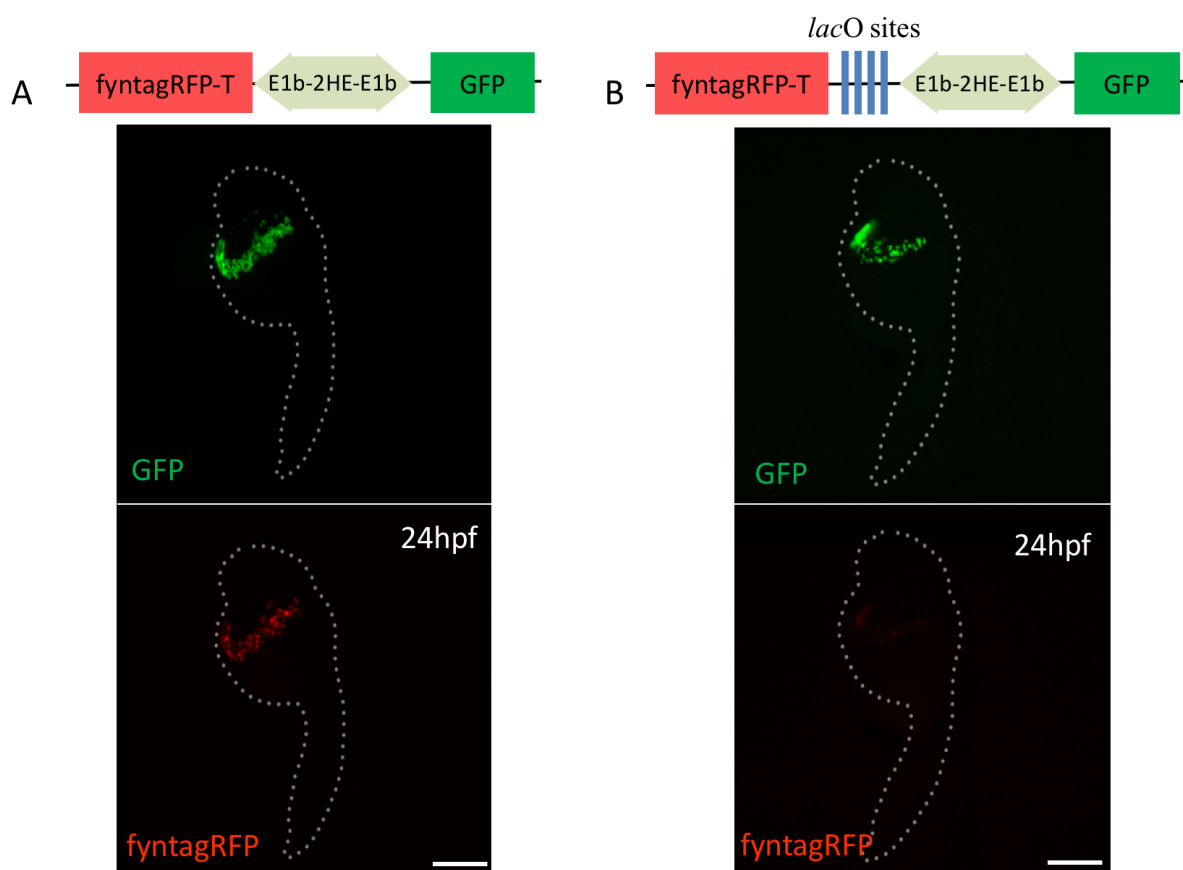 A
fyntagRFP-T
E1b-2HE-E1b
GFP
GFP
24hpf
fyntagRFP
lacO sites
B
fyntagRFP-T
E1b-2HE-E1b
GFP
GFP
24hpf
fyntagRFP